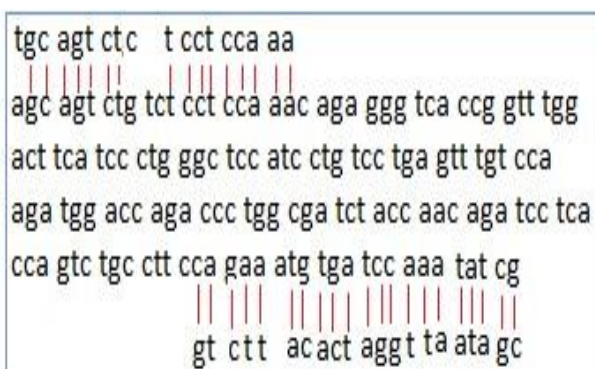 tgc agt ctc t cct cca aa
agc agt ctg tct cct cca aac aga ggg tca ccg gtt tgg
act tca tcc ctg ggc tcc atc ctg tcc tga gtt tgt cca
aga tgg acc aga ccc tgg cga tct acc aac aga tcc tca
cca gtc tgc ctt cca gaa atg tga tcc aaa tat cg
gt ctt ac act agg t ta ata gc